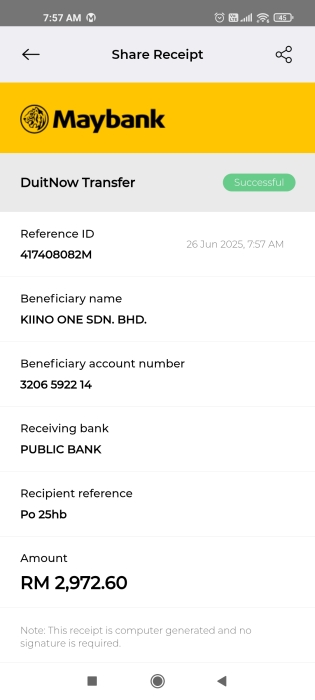 7:57 AM
45
Share Receipt
Maybank
DuitNow Transfer
Successful
Reference ID
26 Jun 2025, 7:57 AM
417408082M
Beneficiary name
KIINO ONE SDN. BHD.
Beneficiary account number
3206 5922 14
Receiving bank
PUBLIC BANK
Recipient reference
Po 25hb
Amount
RM 2,972.60
Note: This receipt is computer generated and no
signature is required.